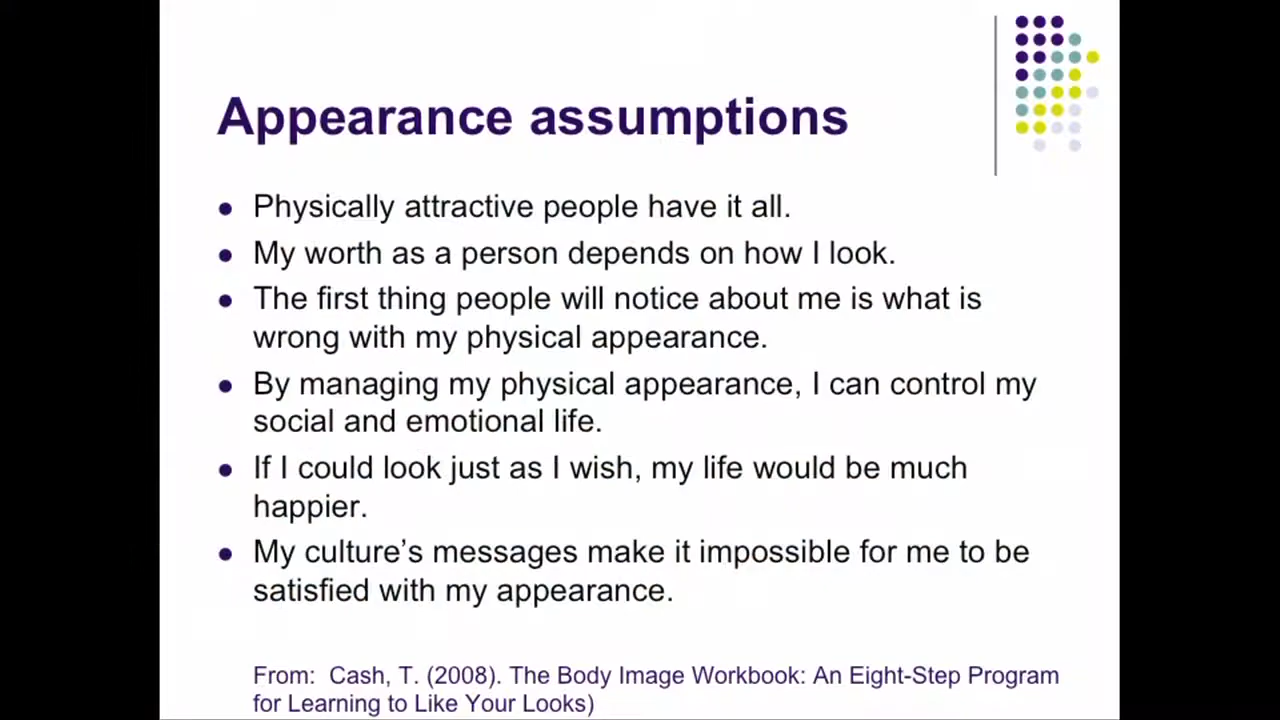 Appearance assumptions
Physically attractive people have it all.
My worth as a person depends on how I look.
The first thing people will notice about me is what is
wrong with my physical appearance.
By managing my physical appearance, I can control my
social and emotional life.
If I could look just as I wish, my life would be much
happier.
My culture’s messages make it impossible for me to be
satisfied with my appearance.
From:  Cash, T. (2008). The Body Image Workbook: An Eight-Step Program
for Learning to Like Your Looks)